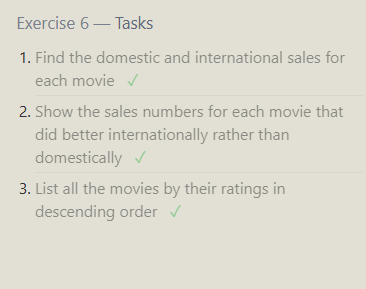 Exercise 6 — Tasks
1. Find the domestic and international sales for
each movie ✓
2. Show the sales numbers for each movie that
did better internationally rather than
domestically ✓
3. List all the movies by their ratings in
descending order ✓